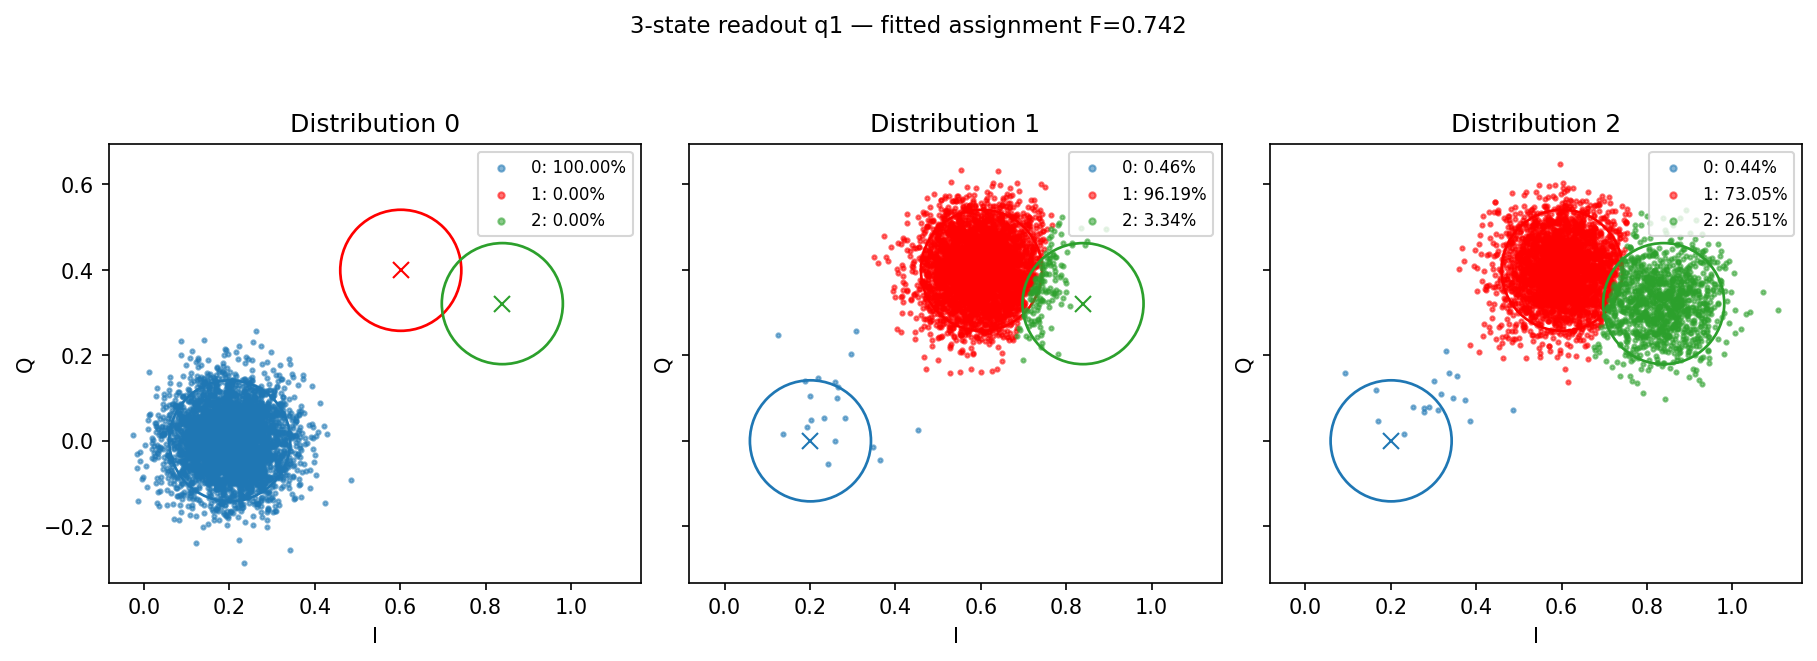 3-state readout q1 — fitted assignment F=0.742
Distribution 0
Distribution 1
Distribution 2
0: 100.00%
1: 0.00%
2: 0.00%
0: 0.46%
1: 96.19%
2: 3.34%
0: 0.44%
1: 73.05%
2: 26.51%
Q
0.6
0.4
0.2
0.0
−0.2
Q
Q
0.0 0.2 0.4 0.6 0.8 1.0
0.0 0.2 0.4 0.6 0.8 1.0
0.0 0.2 0.4 0.6 0.8 1.0
I
I
I